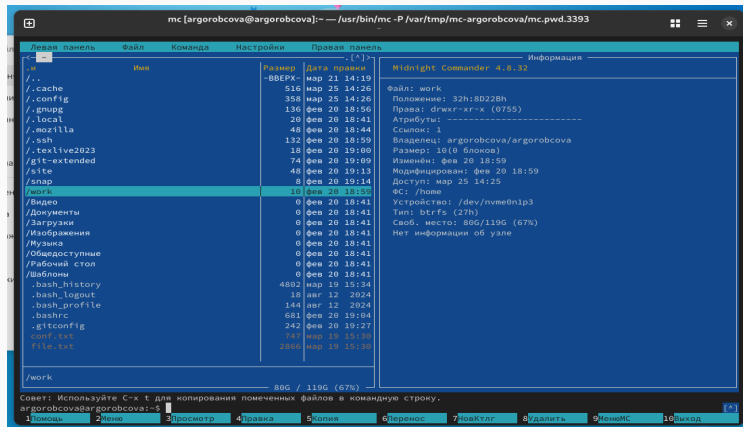 mc [argorobcova@argorobcova]:~ — /usr/bin/mc -P /var/tmp/mc-argorobcova/mc.pwd.3393
Левая панель Файл Команда Настройки Правая панель
<— ~ .[^]>
.и Имя Размер Дата правки
/.. -ВВЕРХ- мар 21 14:19
/.cache 516 мар 25 14:26
/.config 358 мар 25 14:26
/.gnupg 136 фев 20 18:56
/.local 20 фев 20 18:41
/.mozilla 48 фев 20 18:44
/.ssh 132 фев 20 18:59
/.texlive2023 18 фев 20 19:00
/git-extended 74 фев 20 19:09
/site 48 фев 20 19:13
/snap 8 фев 20 19:14
/work 10 фев 20 18:59
/Видео 0 фев 20 18:41
/Документы 0 фев 20 18:41
/Загрузки 0 фев 20 18:41
/Изображения 0 фев 20 18:41
/Музыка 0 фев 20 18:41
/Общедоступные 0 фев 20 18:41
/Рабочий стол 0 фев 20 18:41
/Шаблоны 0 фев 20 18:41
.bash_history 4802 мар 19 15:34
.bash_logout 18 авг 12 2024
.bash_profile 144 авг 12 2024
.bashrc 681 фев 20 19:04
.gitconfig 242 фев 20 19:27
conf.txt 747 мар 19 15:30
file.txt 2866 мар 19 15:30
/work
80G / 119G (67%)
Информация
Midnight Commander 4.8.32
Файл: work
Положение: 32h:8D22Bh
Права: drwxr-xr-x (0755)
Атрибуты: --------------------------
Ссылок: 1
Владелец: argorobcova/argorobcova
Размер: 10(0 блоков)
Изменён: фев 20 18:59
Модифицирован: фев 20 18:59
Доступ: мар 25 14:25
ФС: /home
Устройство: /dev/nvme0n1p3
Тип: btrfs (27h)
Своб. место: 80G/119G (67%)
Нет информации об узле
Совет: Используйте C-x t для копирования помеченных файлов в командную строку.
argorobcova@argorobcova:~$ [^]
1Помощь 2Меню 3Просмотр 4Правка 5Копия 6Перенос 7НовКтлг 8Удалить 9МенюМС 10Выход